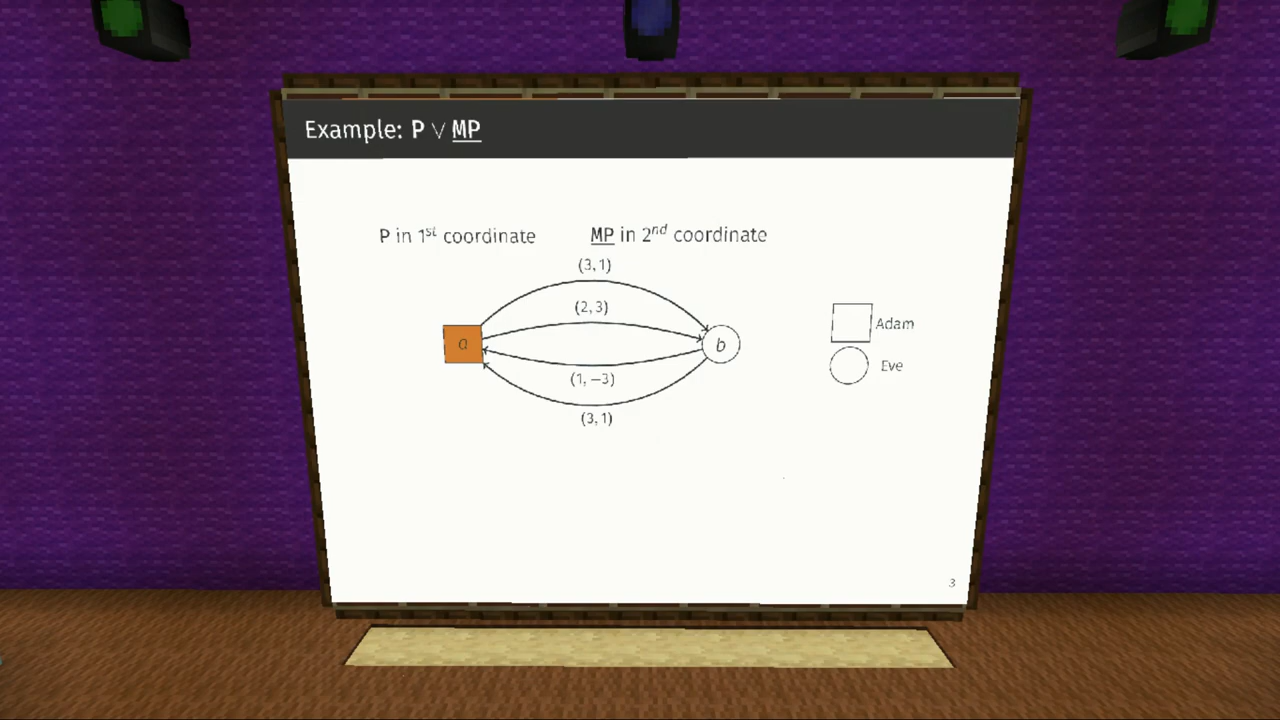 Example: P ∨ MP
P in 1st coordinate MP in 2nd coordinate
(3, 1)
(2, 3)
a b
(1, −3)
(3, 1)
Adam
Eve
3